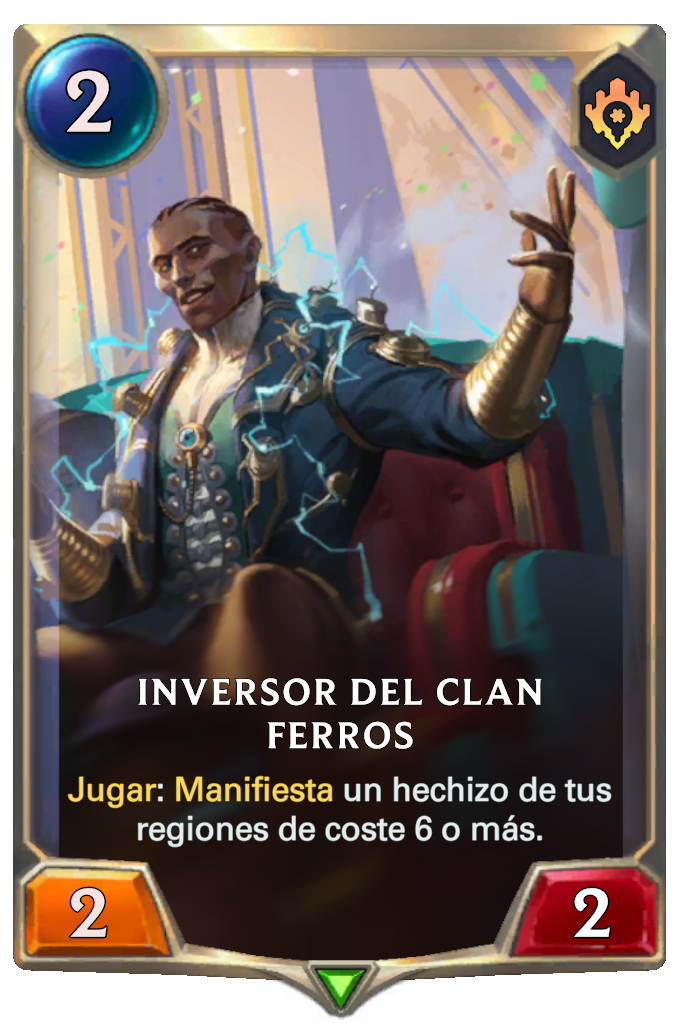 2
INVERSOR DEL CLAN
FERROS
Jugar: Manifiesta un hechizo de tus
regiones de coste 6 o más.
2
2